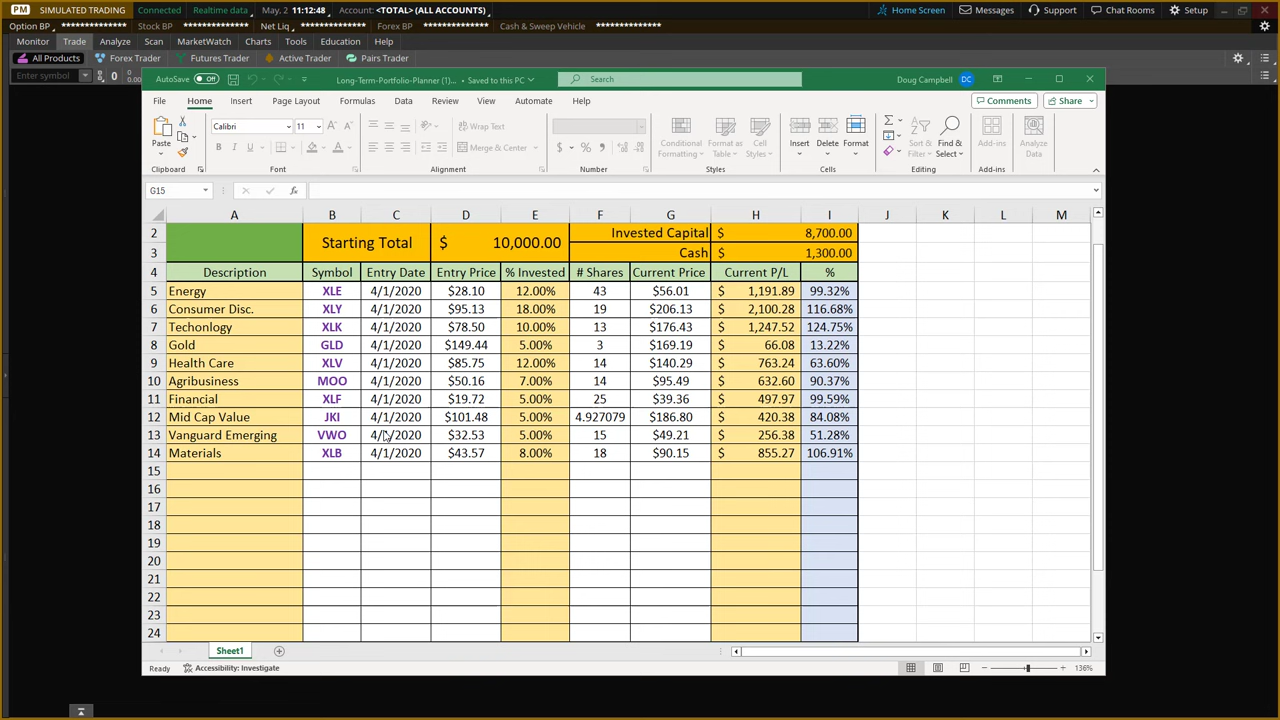 PM SIMULATED TRADING Connected Realtime data May, 2 11:12:48 Account: <TOTAL> (ALL ACCOUNTS) Home Screen Messages Support Chat Rooms Setup
Option BP ************** Stock BP ************** Net Liq ************** Forex BP ************** Cash & Sweep Vehicle **************
Monitor Trade Analyze Scan MarketWatch Charts Tools Education Help
All Products Forex Trader Futures Trader Active Trader Pairs Trader
Enter symbol 0 0.00
AutoSave Off Long-Term-Portfolio-Planner (1)... • Saved to this PC Search Doug Campbell DC
File Home Insert Page Layout Formulas Data Review View Automate Help Comments Share
Paste Calibri 11 A A Wrap Text Conditional Formatting Format as Table Cell Styles Insert Delete Format Sort & Filter Find & Select Add-ins Analyze Data
B I U Merge & Center $ % 9
Clipboard Font Alignment Number Styles Cells Editing Add-ins
G15 fx
A B C D E F G H I J K L M
2 Starting Total $ 10,000.00 Invested Capital $ 8,700.00
3 Cash $ 1,300.00
4 Description Symbol Entry Date Entry Price % Invested # Shares Current Price Current P/L %
5 Energy XLE 4/1/2020 $28.10 12.00% 43 $56.01 $ 1,191.89 99.32%
6 Consumer Disc. XLY 4/1/2020 $95.13 18.00% 19 $206.13 $ 2,100.28 116.68%
7 Techonlogy XLK 4/1/2020 $78.50 10.00% 13 $176.43 $ 1,247.52 124.75%
8 Gold GLD 4/1/2020 $149.44 5.00% 3 $169.19 $ 66.08 13.22%
9 Health Care XLV 4/1/2020 $85.75 12.00% 14 $140.29 $ 763.24 63.60%
10 Agribusiness MOO 4/1/2020 $50.16 7.00% 14 $95.49 $ 632.60 90.37%
11 Financial XLF 4/1/2020 $19.72 5.00% 25 $39.36 $ 497.97 99.59%
12 Mid Cap Value JKI 4/1/2020 $101.48 5.00% 4.927079 $186.80 $ 420.38 84.08%
13 Vanguard Emerging VWO 4/1/2020 $32.53 5.00% 15 $49.21 $ 256.38 51.28%
14 Materials XLB 4/1/2020 $43.57 8.00% 18 $90.15 $ 855.27 106.91%
15
16
17
18
19
20
21
22
23
24
Sheet1
Ready Accessibility: Investigate 136%